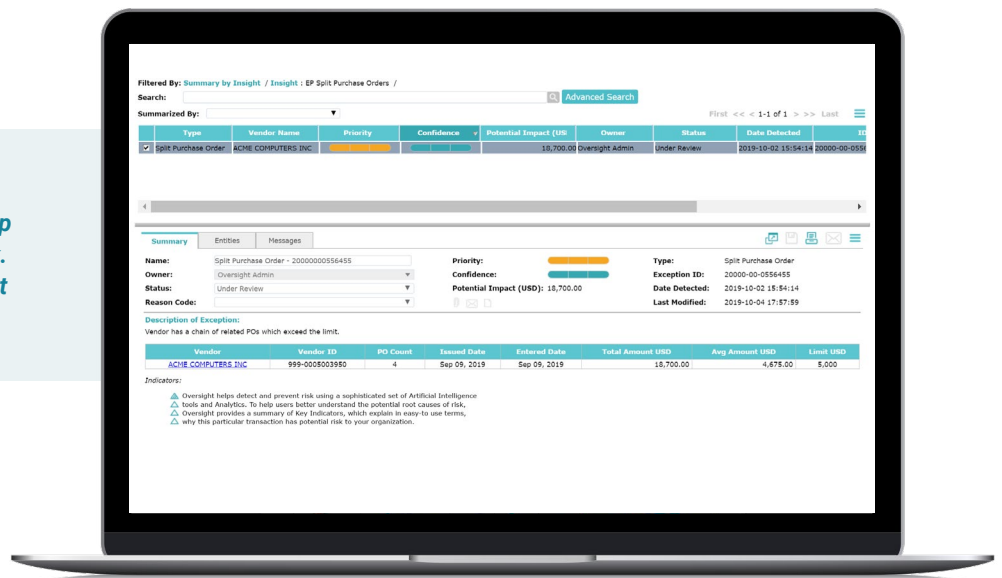 p
.
t
Filtered By: Summary by Insight / Insight : EP Split Purchase Orders /
Search:
Advanced Search
Summarized By:
First << < 1-1 of 1 > >> Last
Type Vendor Name Priority Confidence Potential Impact (US Owner Status Date Detected ID
Split Purchase Order ACME COMPUTERS INC 18,700.00 Oversight Admin Under Review 2019-10-02 15:54:14 20000-00-0556
Summary Entities Messages
Name: Split Purchase Order - 20000000556455 Priority: Type: Split Purchase Order
Owner: Oversight Admin Confidence: Exception ID: 20000-00-0556455
Status: Under Review Potential Impact (USD): 18,700.00 Date Detected: 2019-10-02 15:54:14
Reason Code: Last Modified: 2019-10-04 17:57:59
Description of Exception:
Vendor has a chain of related POs which exceed the limit.
Vendor Vendor ID PO Count Issued Date Entered Date Total Amount USD Avg Amount USD Limit USD
ACME COMPUTERS INC 999-0005003950 4 Sep 09, 2019 Sep 09, 2019 18,700.00 4,675.00 5,000
Indicators:
Oversight helps detect and prevent risk using a sophisticated set of Artificial Intelligence
tools and Analytics. To help users better understand the potential root causes of risk,
Oversight provides a summary of Key Indicators, which explain in easy-to use terms,
why this particular transaction has potential risk to your organization.